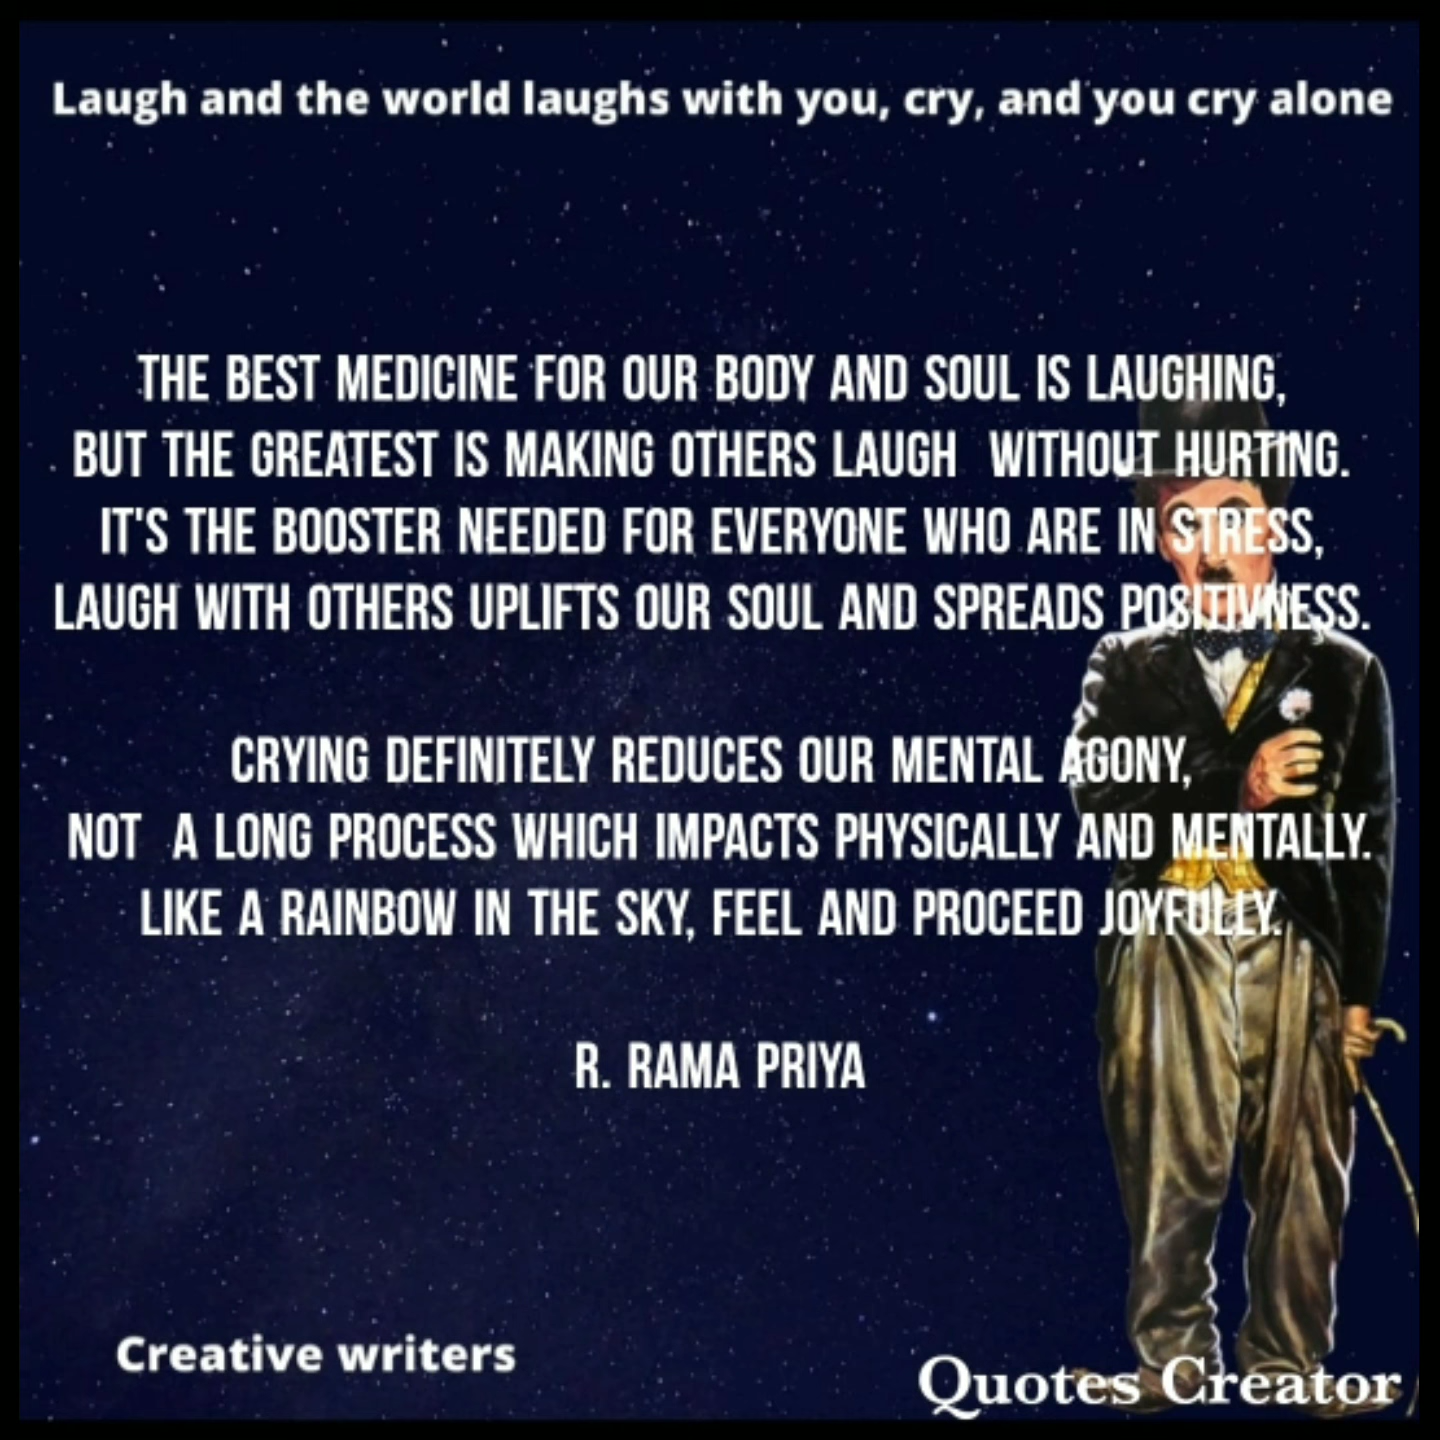 Laugh and the world laughs with you, cry, and you cry alone
THE BEST MEDICINE FOR OUR BODY AND SOUL IS LAUGHING,
BUT THE GREATEST IS MAKING OTHERS LAUGH WITHOUT HURTING.
IT'S THE BOOSTER NEEDED FOR EVERYONE WHO ARE IN STRESS,
LAUGH WITH OTHERS UPLIFTS OUR SOUL AND SPREADS POSITIVNESS.
CRYING DEFINITELY REDUCES OUR MENTAL AGONY,
NOT A LONG PROCESS WHICH IMPACTS PHYSICALLY AND MENTALLY.
LIKE A RAINBOW IN THE SKY, FEEL AND PROCEED JOYFULLY.
R. RAMA PRIYA
Creative writers
Quotes Creator